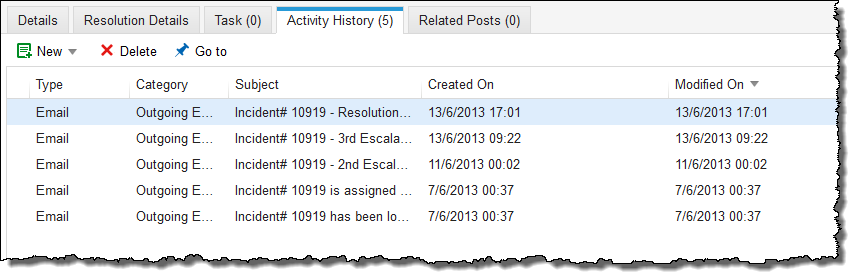 Details Resolution Details Task (0) Activity History (5) Related Posts (0)
New Delete Go to
Type Category Subject Created On Modified On
Email Outgoing E... Incident# 10919 - Resolution... 13/6/2013 17:01 13/6/2013 17:01
Email Outgoing E... Incident# 10919 - 3rd Escala... 13/6/2013 09:22 13/6/2013 09:22
Email Outgoing E... Incident# 10919 - 2nd Escal... 11/6/2013 00:02 11/6/2013 00:02
Email Outgoing E... Incident# 10919 is assigned ... 7/6/2013 00:37 7/6/2013 00:37
Email Outgoing E... Incident# 10919 has been lo... 7/6/2013 00:37 7/6/2013 00:37